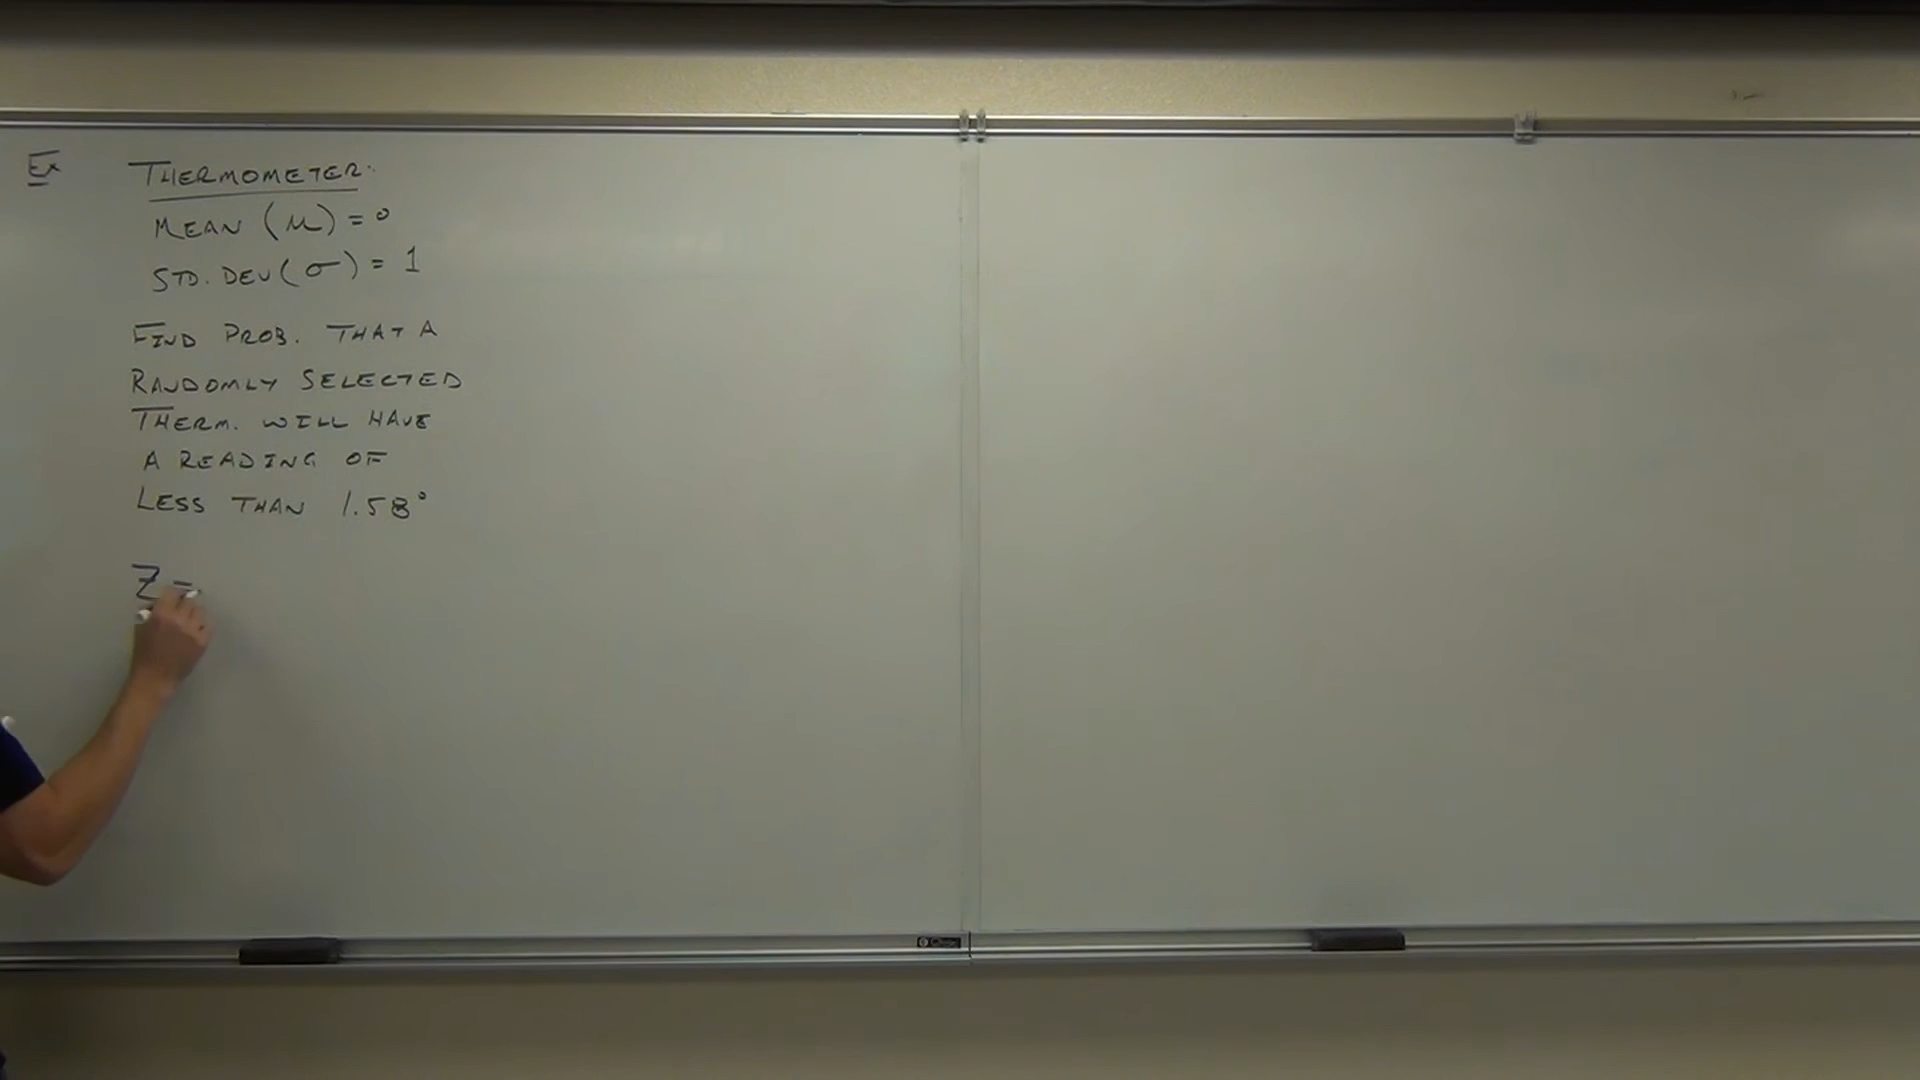 Ex THERMOMETER.
MEAN (μ) = 0
STD. DEV (σ) = 1
FIND PROB. THAT A
RANDOMLY SELECTED
THERM. WILL HAVE
A READING OF
LESS THAN 1.58°
Z =